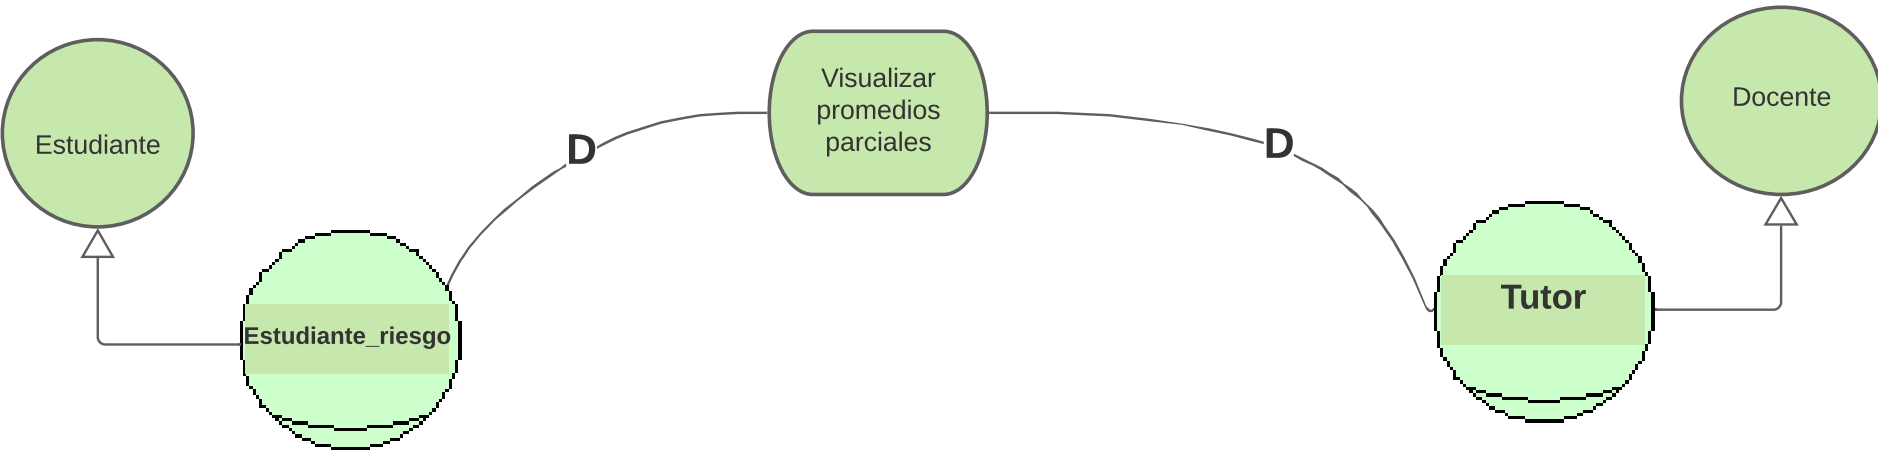 Estudiante
D
Visualizar
promedios
parciales
D
Docente
Estudiante_riesgo
Tutor